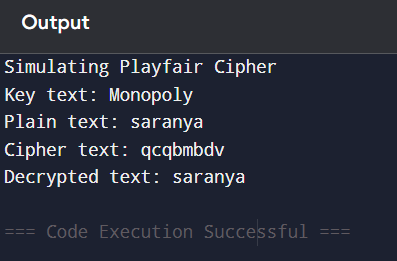 Output
Simulating Playfair Cipher
Key text: Monopoly
Plain text: saranya
Cipher text: qcqbmbdv
Decrypted text: saranya
=== Code Execution Successful ===